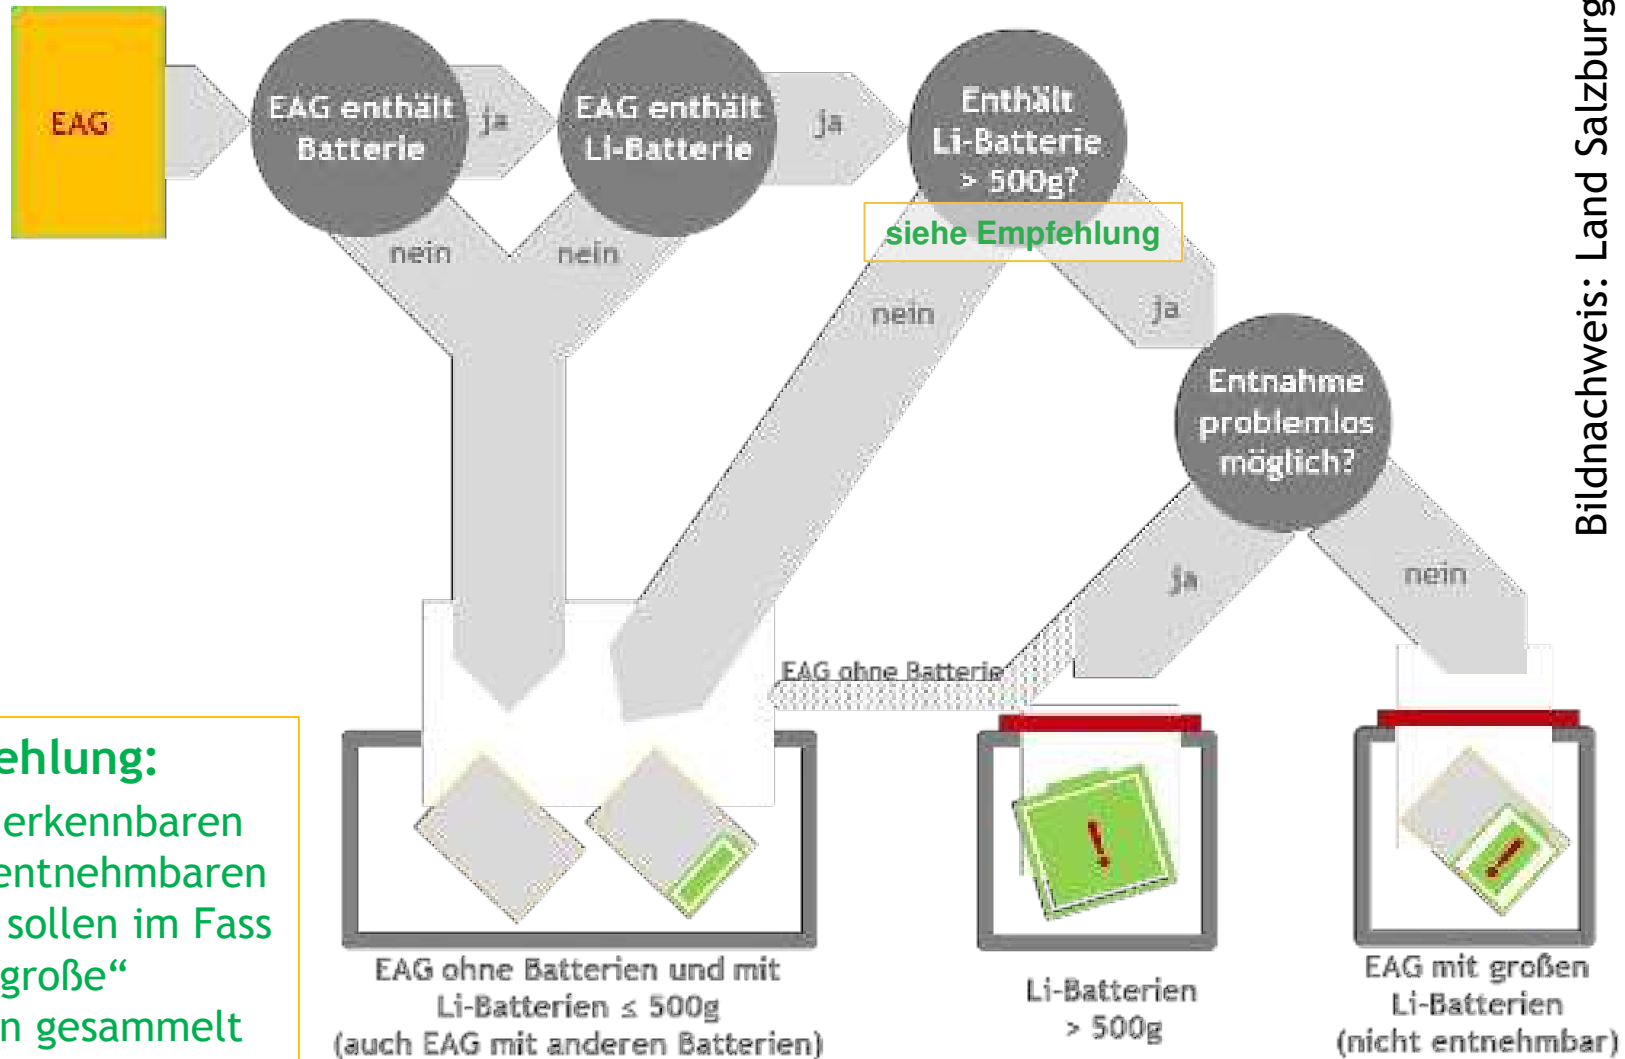 EAG
EAG enthält
Batterie
ja
EAG enthält
Li-Batterie
ja
Enthält
Li-Batterie
> 500g?
siehe Empfehlung
nein
nein
nein
ja
Entnahme
problemlos
möglich?
ja
nein
EAG ohne Batterie
ehlung:
erkennbaren
entnehmbaren
sollen im Fass
große“
n gesammelt
EAG ohne Batterien und mit
Li-Batterien ≤ 500g
(auch EAG mit anderen Batterien)
Li-Batterien
> 500g
EAG mit großen
Li-Batterien
(nicht entnehmbar)
Bildnachweis: Land Salzburg